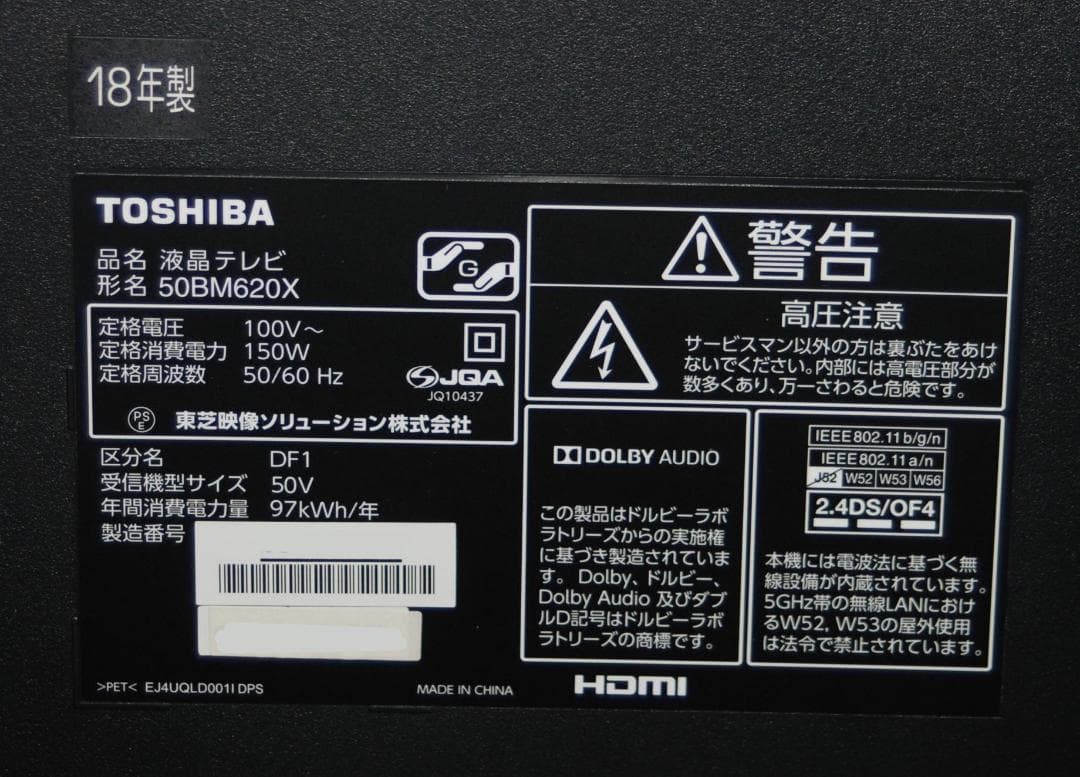 18年製
TOSHIBA
品名 液晶テレビ
形名 50BM620X
G
定格電圧 100V～
定格消費電力 150W
定格周波数 50/60 Hz
JQA
JQ10437
PS
E
東芝映像ソリューション株式会社
区分名 DF1
受信機型サイズ 50V
年間消費電力量 97kWh/年
製造番号
>PET< EJ4UQLD001I DPS
MADE IN CHINA
警告
高圧注意
サービスマン以外の方は裏ぶたをあけ
ないでください。内部には高電圧部分が
数多くあり、万一さわると危険です。
DOLBY AUDIO
この製品はドルビーラボ
ラトリーズからの実施権
に基づき製造されていま
す。Dolby、ドルビー、
Dolby Audio 及びダブ
ルD記号はドルビーラボ
ラトリーズの商標です。
IEEE802.11b/g/n
IEEE802.11a/n
J52 W52 W53 W56
2.4DS/OF4
本機には電波法に基づく無
線設備が内蔵されています。
5GHz帯の無線LANにおけ
るW52, W53の屋外使用
は法令で禁止されています。
HDMI